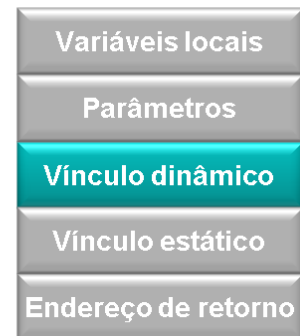 Variáveis locais
Parâmetros
Vínculo dinâmico
Vínculo estático
Endereço de retorno